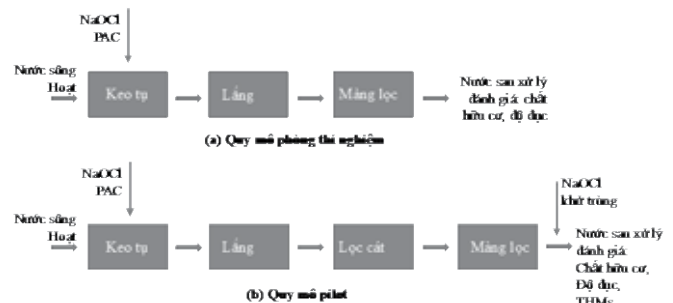 NaOCl
PAC
Nước sông
Hoạt
Keo tụ
Lắng
Màng lọc
Nước sau xử lý
đánh giá: chất
hữu cơ, độ đục
(a) Quy mô phòng thí nghiệm
NaOCl
PAC
NaOCl
khử trùng
Nước sông
Hoạt
Keo tụ
Lắng
Lọc cát
Màng lọc
Nước sau xử lý
đánh giá:
Chất hữu cơ,
Độ đục,
THMs
(b) Quy mô pilot